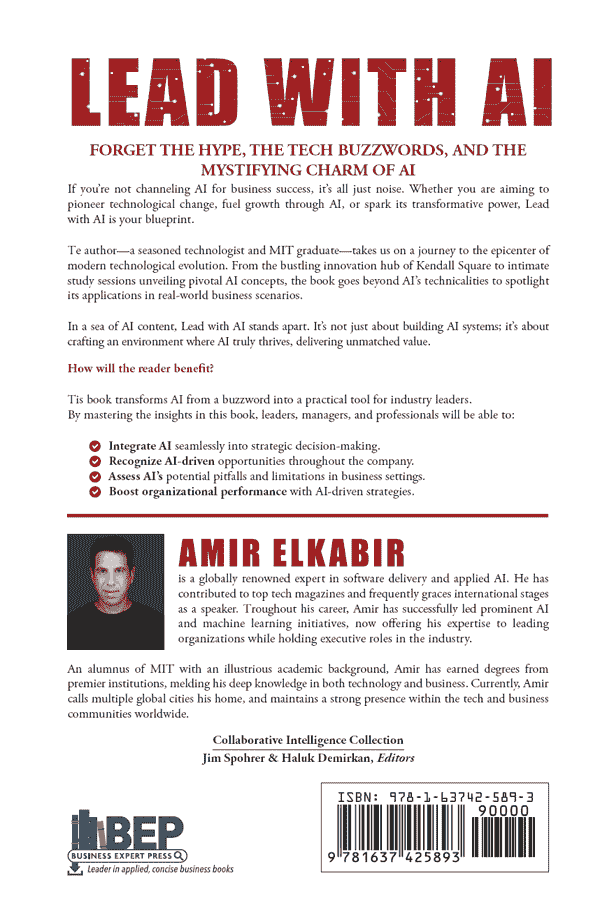 LEAD WITH AI
FORGET THE HYPE, THE TECH BUZZWORDS, AND THE
MYSTIFYING CHARM OF AI
If you're not channeling AI for business success, it's all just noise. Whether you are aiming to
pioneer technological change, fuel growth through AI, or spark its transformative power, Lead
with AI is your blueprint.
Te author—a seasoned technologist and MIT graduate—takes us on a journey to the epicenter of
modern technological evolution. From the bustling innovation hub of Kendall Square to intimate
study sessions unveiling pivotal AI concepts, the book goes beyond AI's technicalities to spotlight
its applications in real-world business scenarios.
In a sea of AI content, Lead with AI stands apart. It's not just about building AI systems; it's about
crafting an environment where AI truly thrives, delivering unmatched value.
How will the reader benefit?
Tis book transforms AI from a buzzword into a practical tool for industry leaders.
By mastering the insights in this book, leaders, managers, and professionals will be able to:
Integrate AI seamlessly into strategic decision-making.
Recognize AI-driven opportunities throughout the company.
Assess AI's potential pitfalls and limitations in business settings.
Boost organizational performance with AI-driven strategies.
AMIR ELKABIR
is a globally renowned expert in software delivery and applied AI. He has
contributed to top tech magazines and frequently graces international stages
as a speaker. Troughout his career, Amir has successfully led prominent AI
and machine learning initiatives, now offering his expertise to leading
organizations while holding executive roles in the industry.
An alumnus of MIT with an illustrious academic background, Amir has earned degrees from
premier institutions, melding his deep knowledge in both technology and business. Currently, Amir
calls multiple global cities his home, and maintains a strong presence within the tech and business
communities worldwide.
Collaborative Intelligence Collection
Jim Spohrer & Haluk Demirkan, Editors
BEP
BUSINESS EXPERT PRESS
Leader in applied, concise business books
ISBN: 978-1-63742-589-3
90000
9 781637 425893